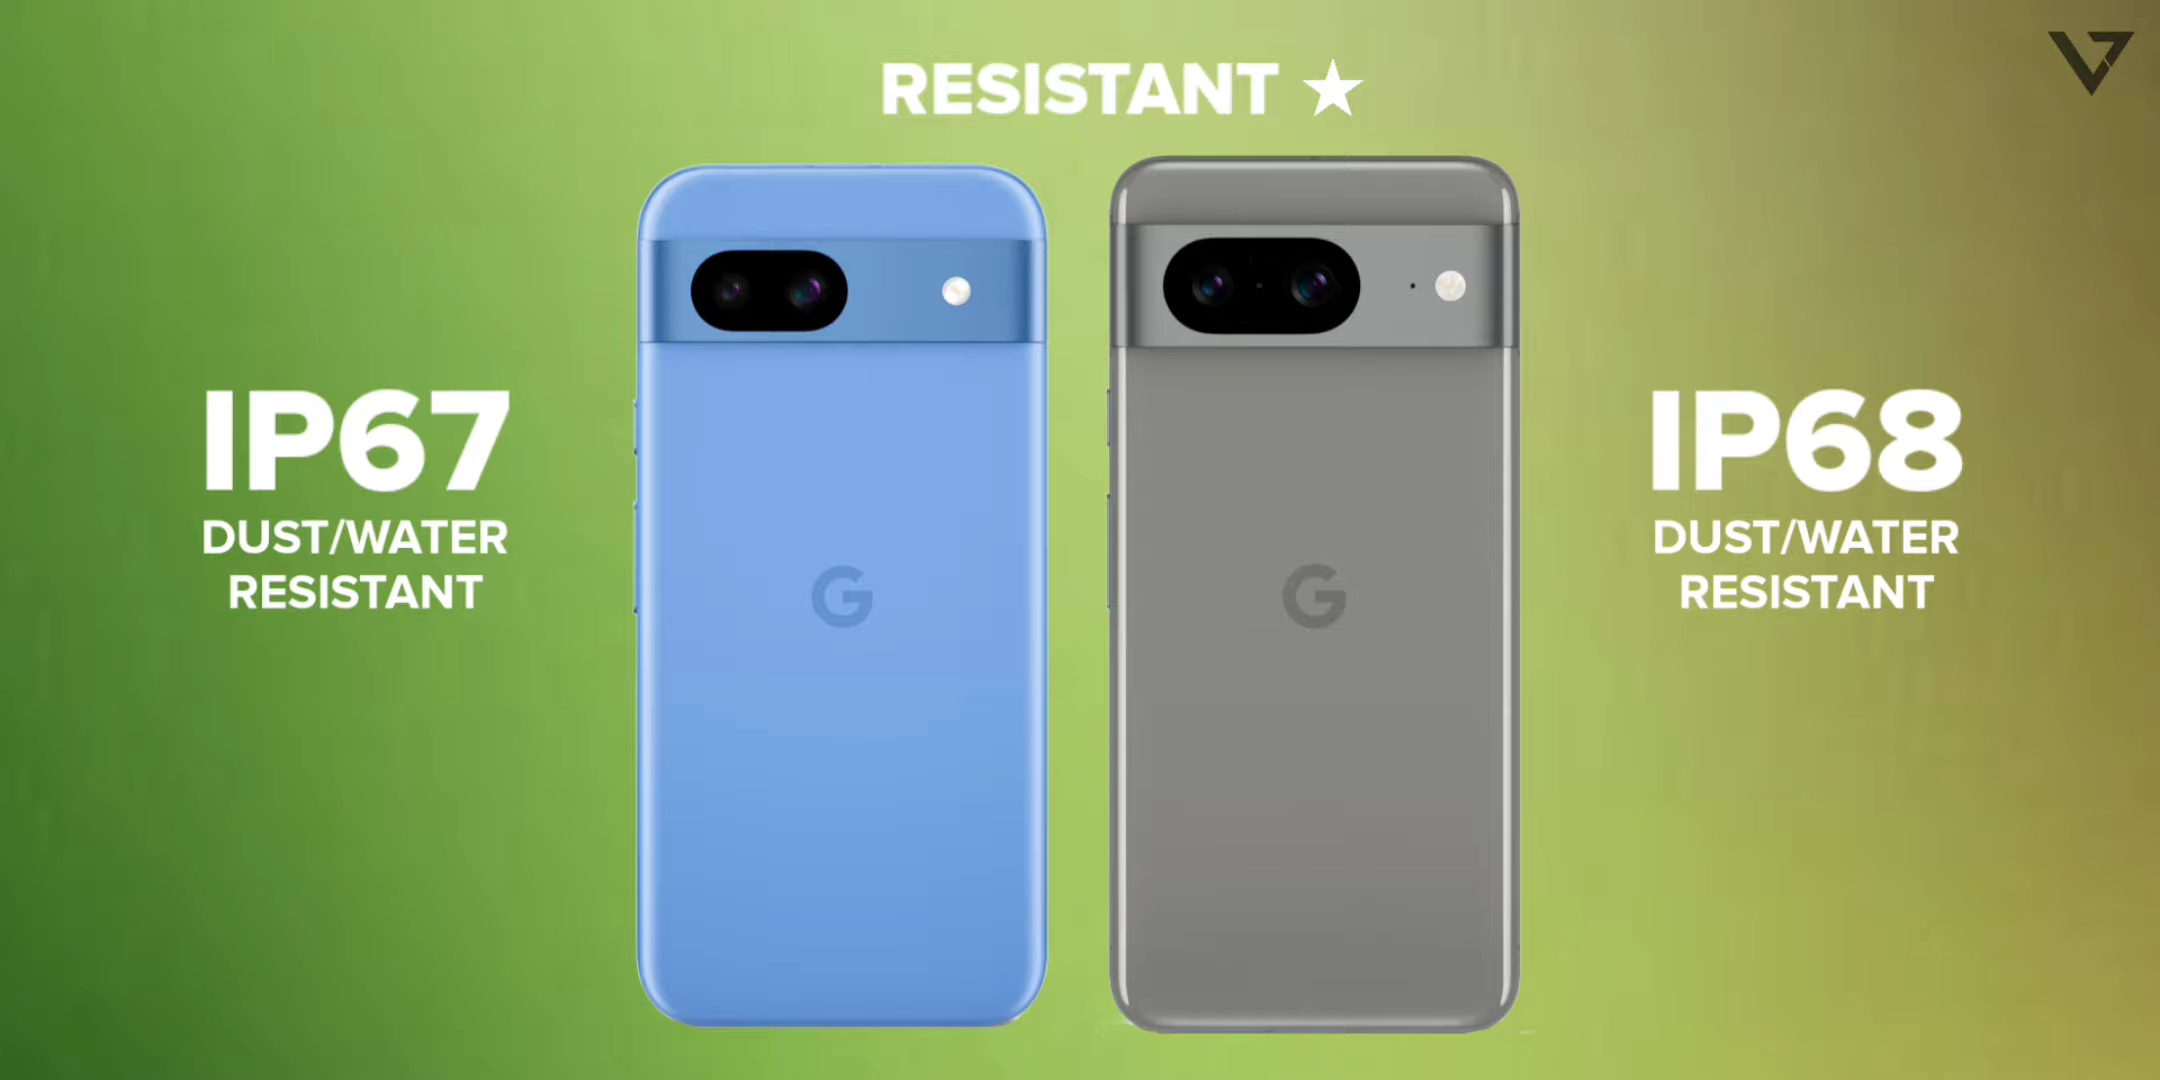 RESISTANT ★
IP67
DUST/WATER
RESISTANT
G
G
IP68
DUST/WATER
RESISTANT